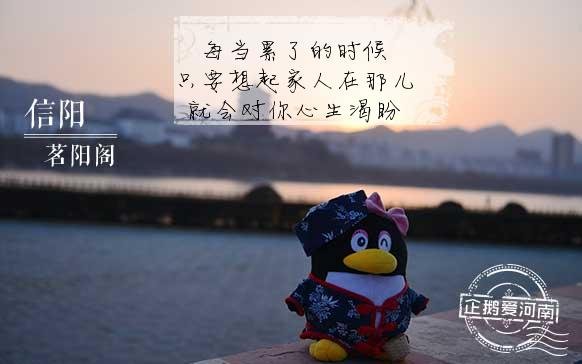 每当累了的时候
只要想起家人在那儿
就会对你心生渴盼
信阳
茗阳阁
企鹅爱河南